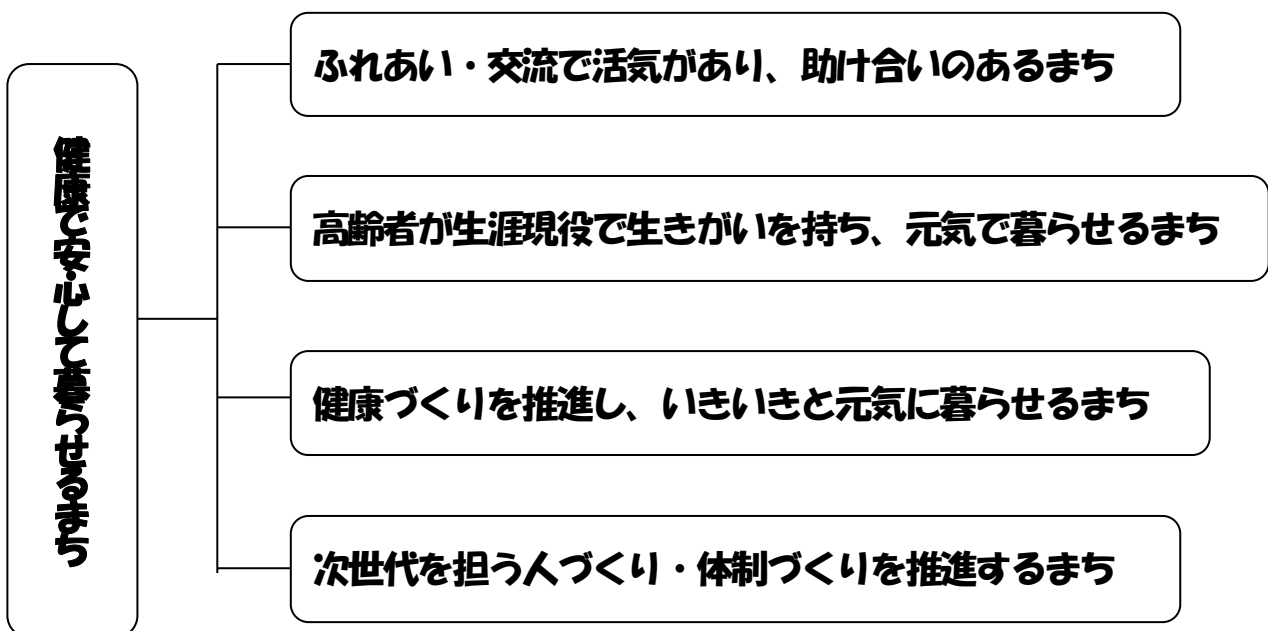 健康で安心して暮らせるまち
ふれあい・交流で活気があり、助け合いのあるまち
高齢者が生涯現役で生きがいを持ち、元気で暮らせるまち
健康づくりを推進し、いきいきと元気に暮らせるまち
次世代を担う人づくり・体制づくりを推進するまち